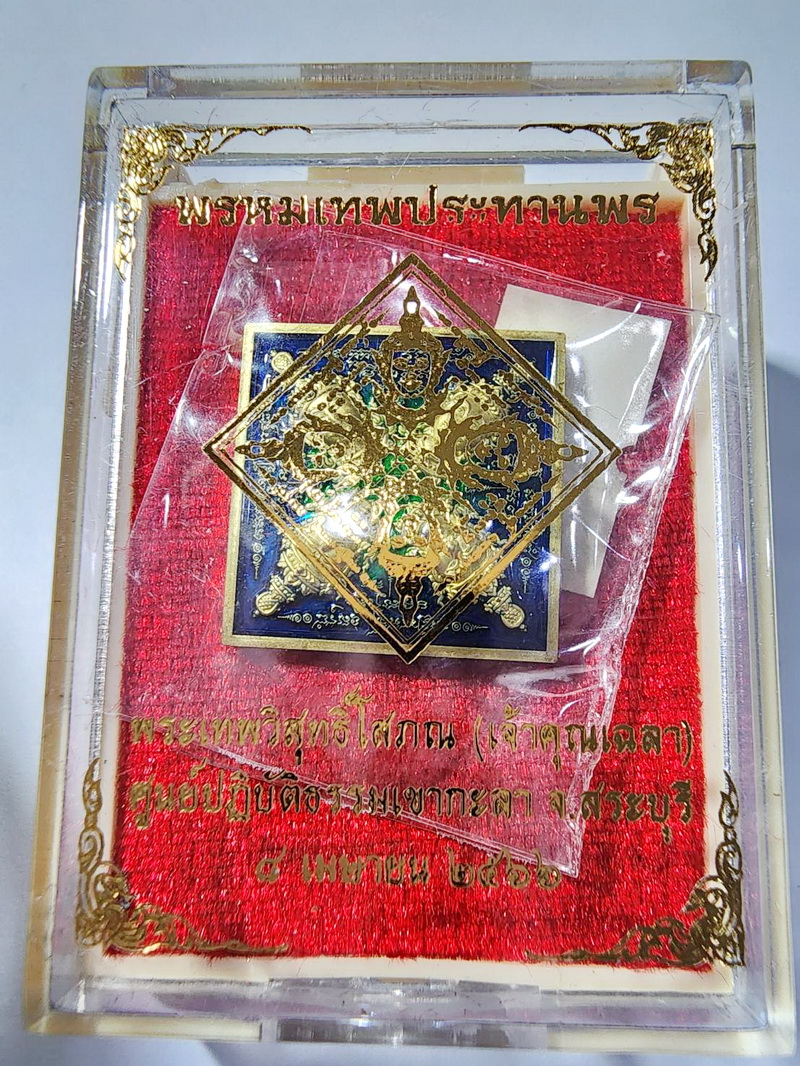 พรหมเทพประทานพร
พระเทพวิสุทธิ์โสภณ (เจ้าคุณเฉลา)
ศูนย์ปฏิบัติธรรมเขากะลา จ.สระบุรี
๘ เมษายน ๒๕๖๖